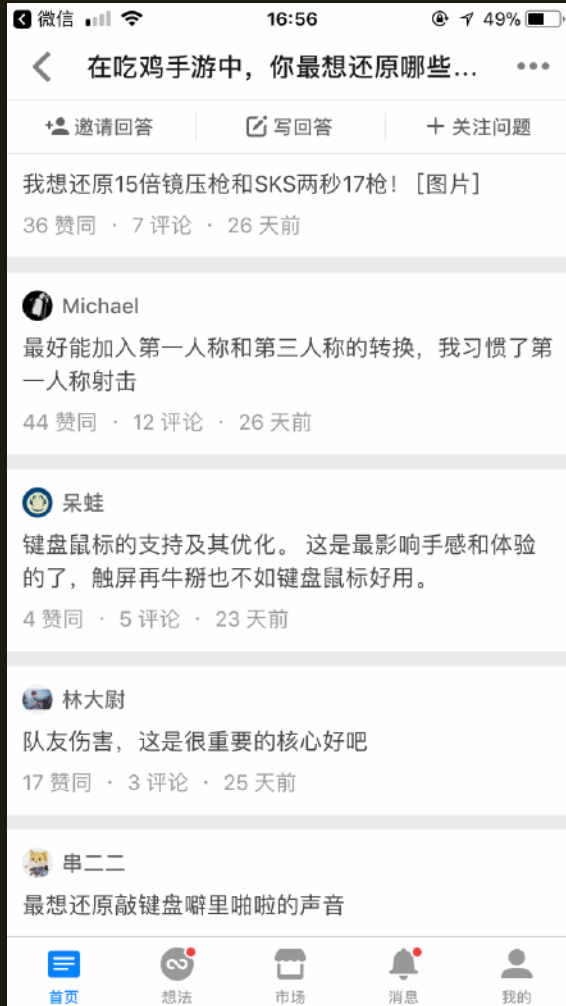 微信
16:56
49%
在吃鸡手游中，你最想还原哪些...
邀请回答
写回答
关注问题
我想还原15倍镜压枪和SKS两秒17枪！[图片]
36 赞同 · 7 评论 · 26 天前
Michael
最好能加入第一人称和第三人称的转换，我习惯了第
一人称射击
44 赞同 · 12 评论 · 26 天前
呆蛙
键盘鼠标的支持及其优化。 这是最影响手感和体验
的了，触屏再牛掰也不如键盘鼠标好用。
4 赞同 · 5 评论 · 23 天前
林大尉
队友伤害，这是很重要的核心好吧
17 赞同 · 3 评论 · 25 天前
串二二
最想还原敲键盘噼里啪啦的声音
首页
想法
市场
消息
我的